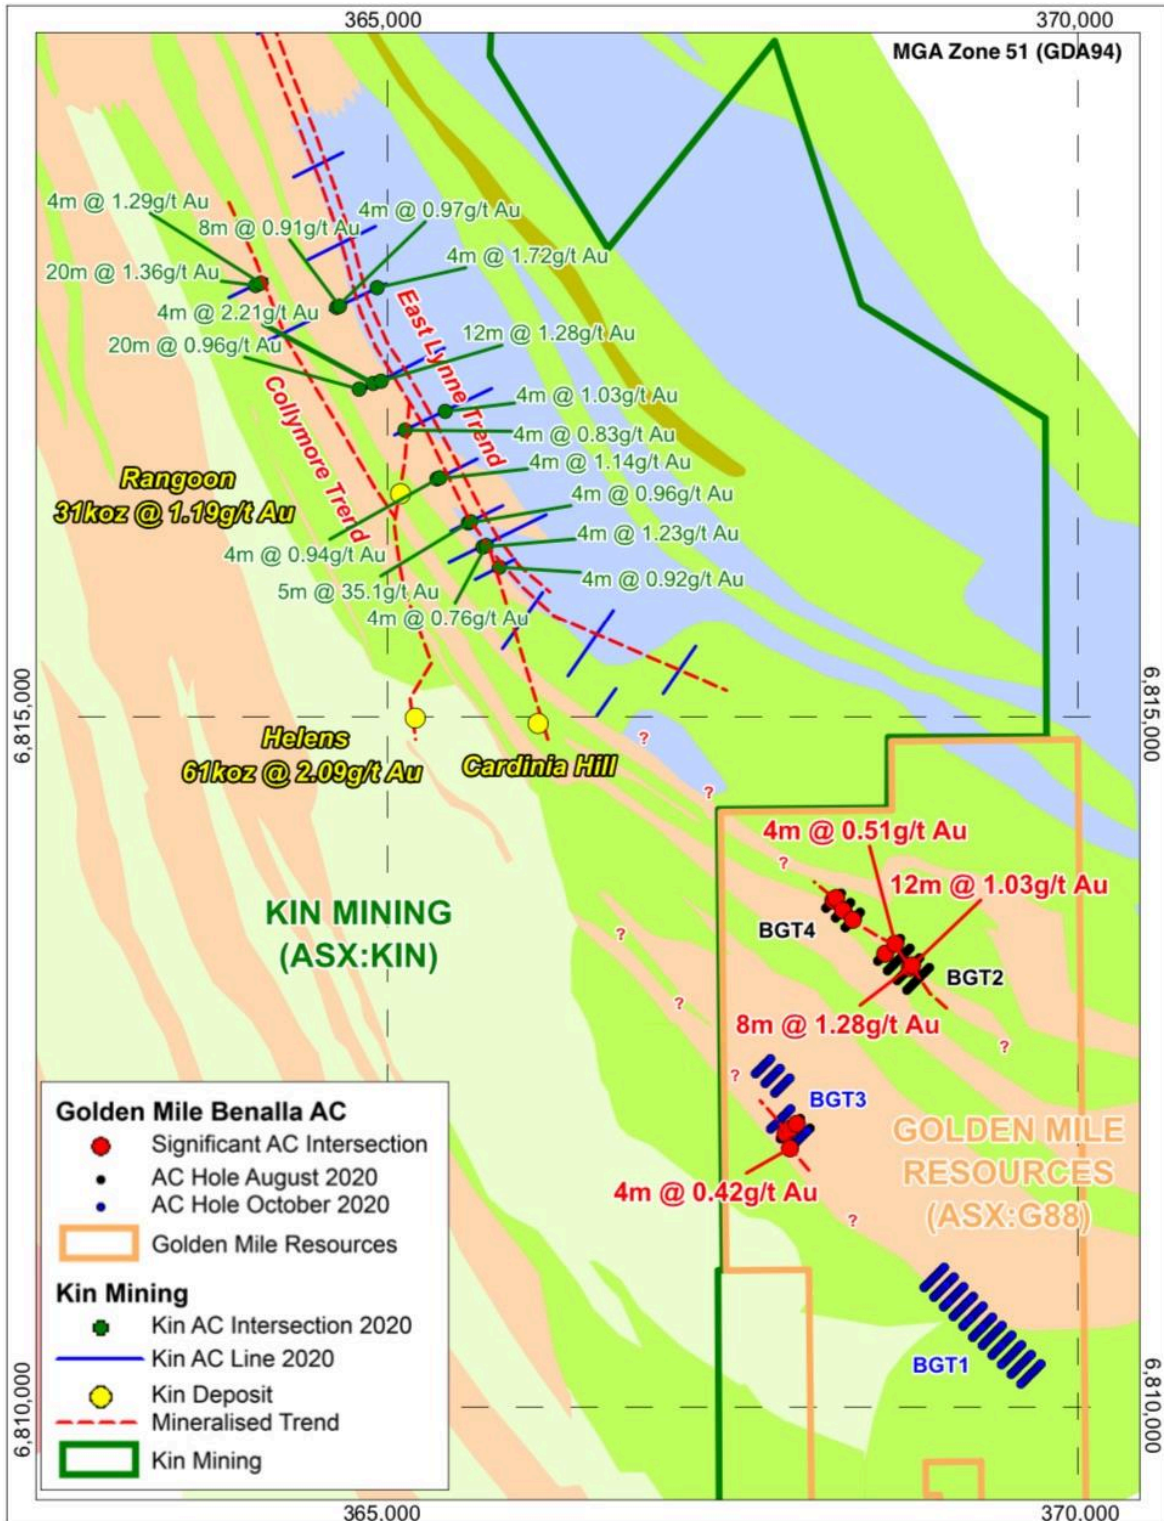 365,000
370,000
MGA Zone 51 (GDA94)
4m @ 1.29g/t Au
8m @ 0.91g/t Au
4m @ 0.97g/t Au
20m @ 1.36g/t Au
4m @ 1.72g/t Au
4m @ 2.21g/t Au
12m @ 1.28g/t Au
20m @ 0.96g/t Au
East Lynne Trend
Collymore Trend
4m @ 1.03g/t Au
4m @ 0.83g/t Au
4m @ 1.14g/t Au
Rangoon
31koz @ 1.19g/t Au
4m @ 0.96g/t Au
4m @ 1.23g/t Au
4m @ 0.94g/t Au
4m @ 0.92g/t Au
5m @ 35.1g/t Au
4m @ 0.76g/t Au
6,815,000
6,815,000
Helens
61koz @ 2.09g/t Au
Cardinia Hill
?
?
4m @ 0.51g/t Au
?
12m @ 1.03g/t Au
KIN MINING
(ASX:KIN)
?
BGT4
BGT2
?
8m @ 1.28g/t Au
?
?
BGT3
GOLDEN MILE
RESOURCES
(ASX:G88)
4m @ 0.42g/t Au
?
BGT1
Golden Mile Benalla AC
Significant AC Intersection
AC Hole August 2020
AC Hole October 2020
Golden Mile Resources
Kin Mining
Kin AC Intersection 2020
Kin AC Line 2020
Kin Deposit
Mineralised Trend
Kin Mining
6,810,000
6,810,000
365,000
370,000